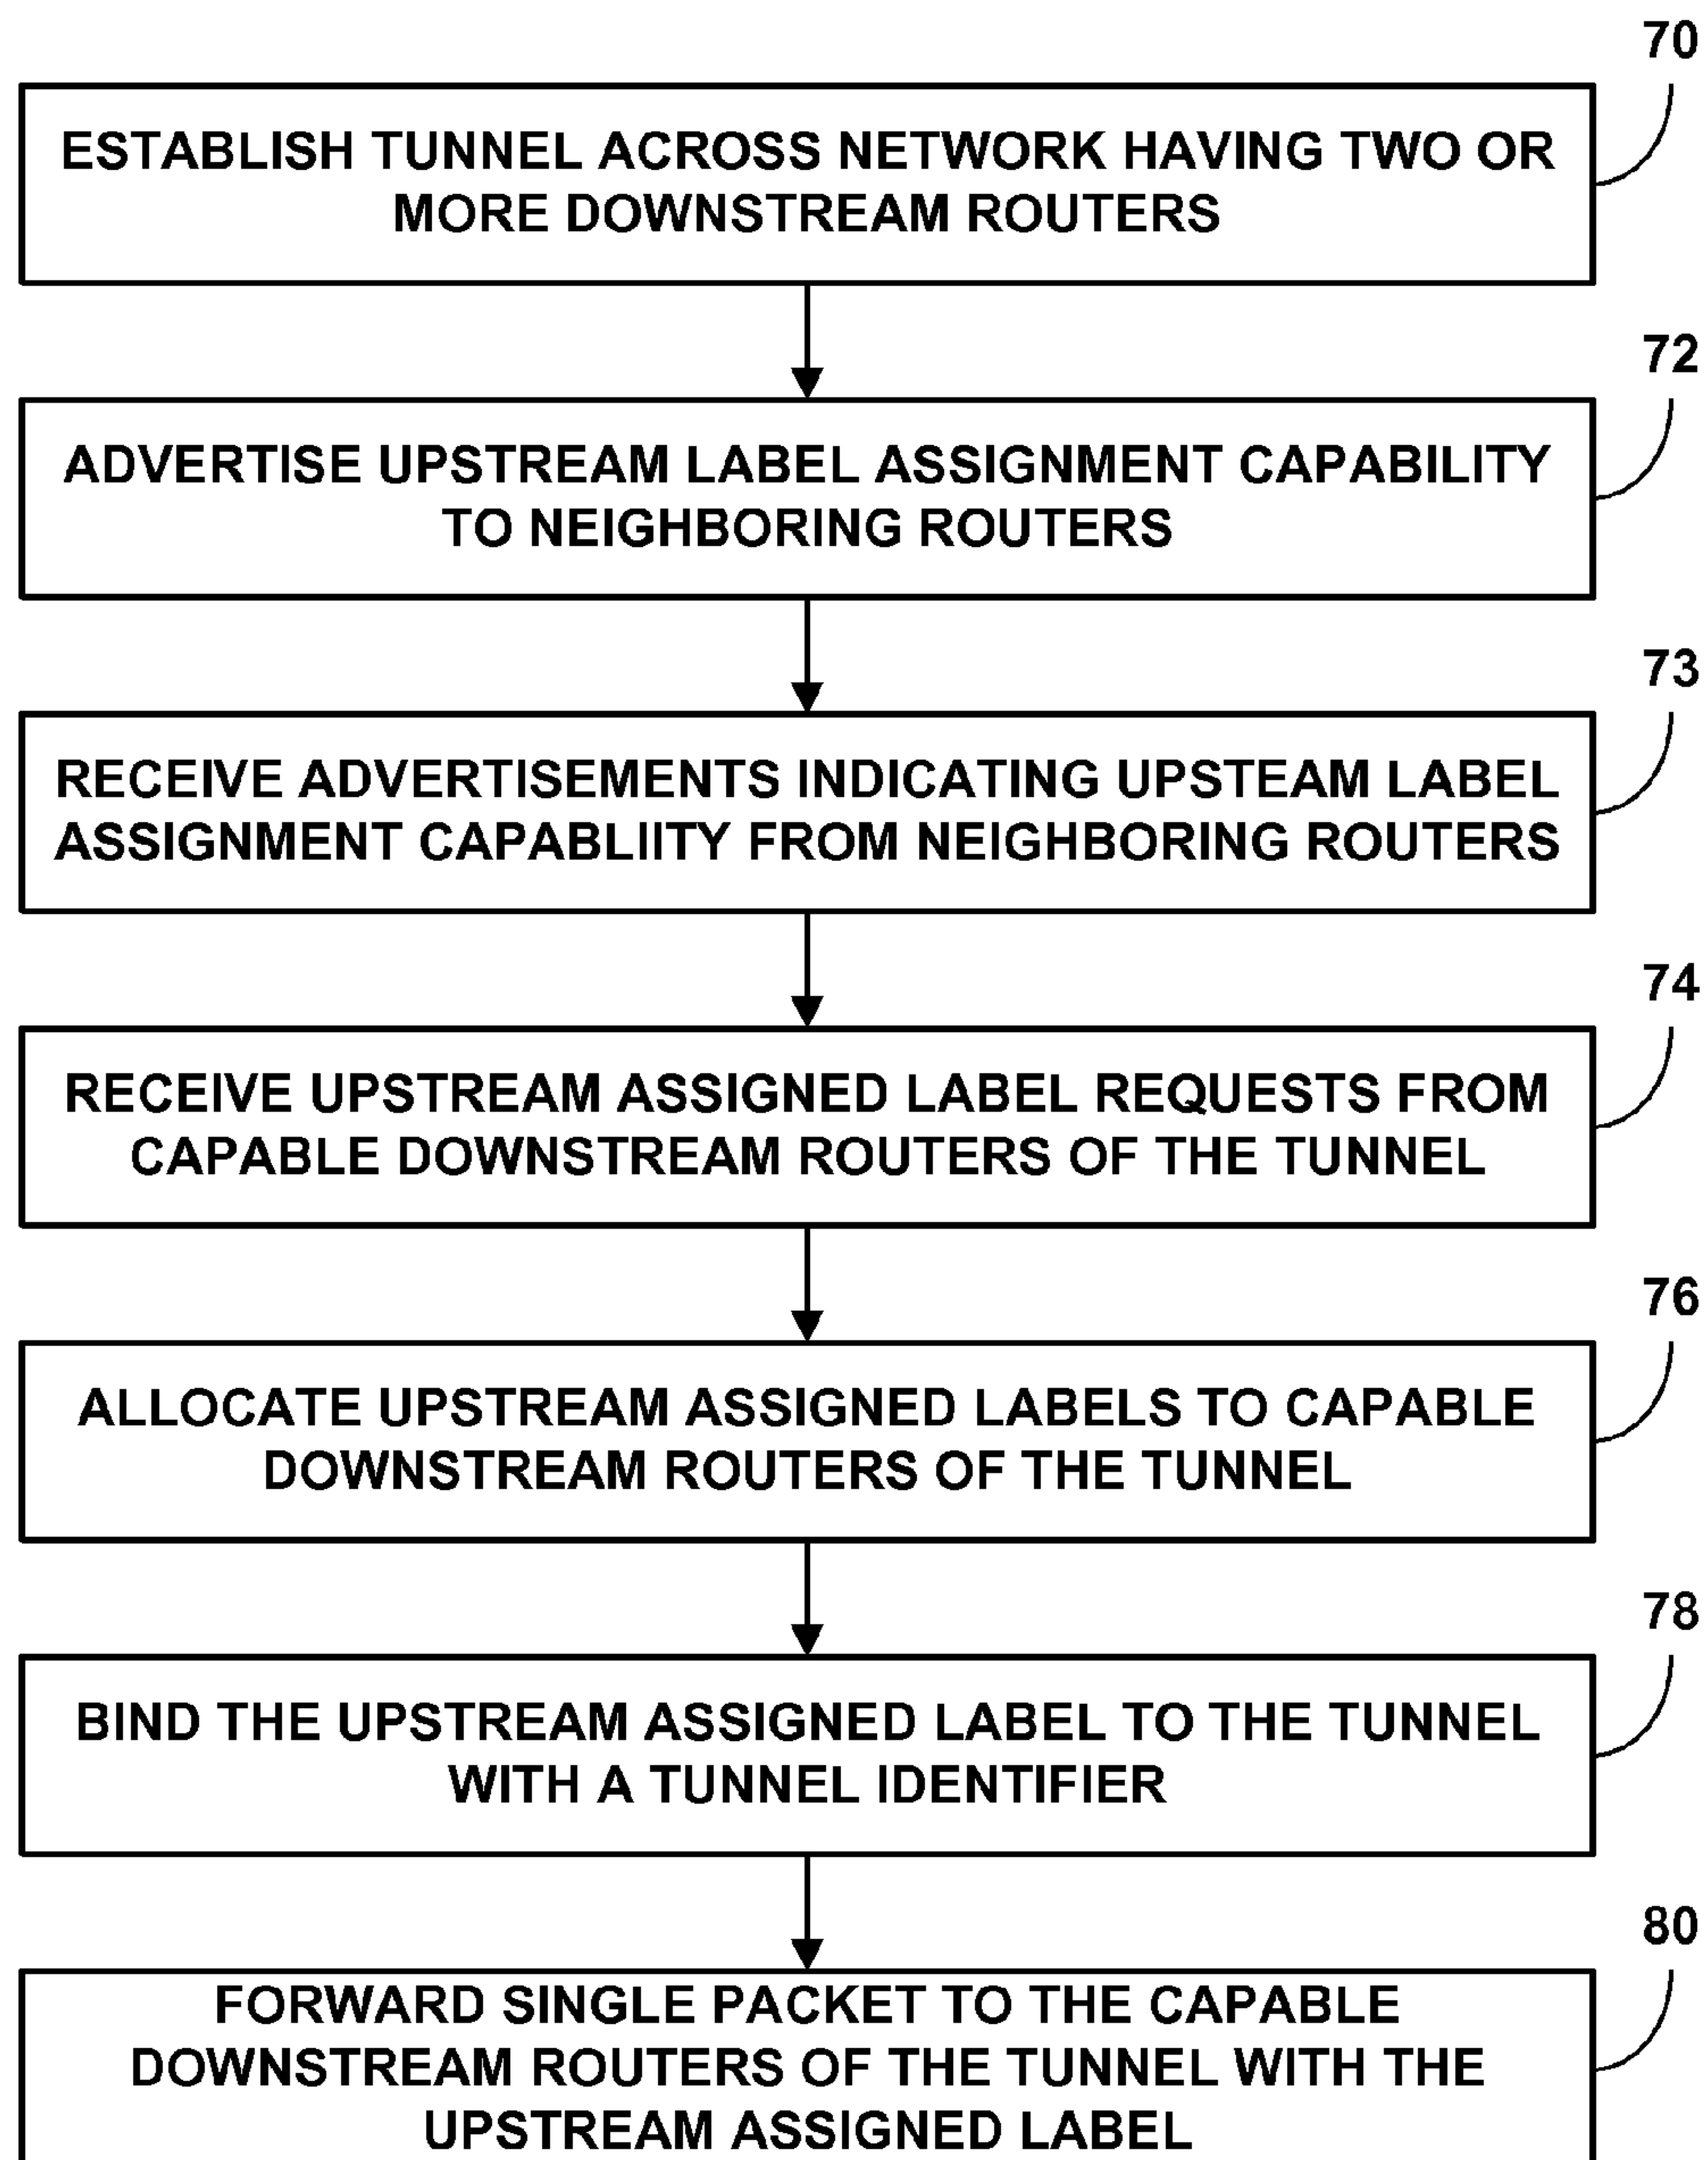 70
ESTABLISH TUNNEL ACROSS NETWORK HAVING TWO OR
MORE DOWNSTREAM ROUTERS
72
ADVERTISE UPSTREAM LABEL ASSIGNMENT CAPABILITY
TO NEIGHBORING ROUTERS
73
RECEIVE ADVERTISEMENTS INDICATING UPSTEAM LABEL
ASSIGNMENT CAPABLIITY FROM NEIGHBORING ROUTERS
74
RECEIVE UPSTREAM ASSIGNED LABEL REQUESTS FROM
CAPABLE DOWNSTREAM ROUTERS OF THE TUNNEL
76
ALLOCATE UPSTREAM ASSIGNED LABELS TO CAPABLE
DOWNSTREAM ROUTERS OF THE TUNNEL
78
BIND THE UPSTREAM ASSIGNED LABEL TO THE TUNNEL
WITH A TUNNEL IDENTIFIER
80
FORWARD SINGLE PACKET TO THE CAPABLE
DOWNSTREAM ROUTERS OF THE TUNNEL WITH THE
UPSTREAM ASSIGNED LABEL